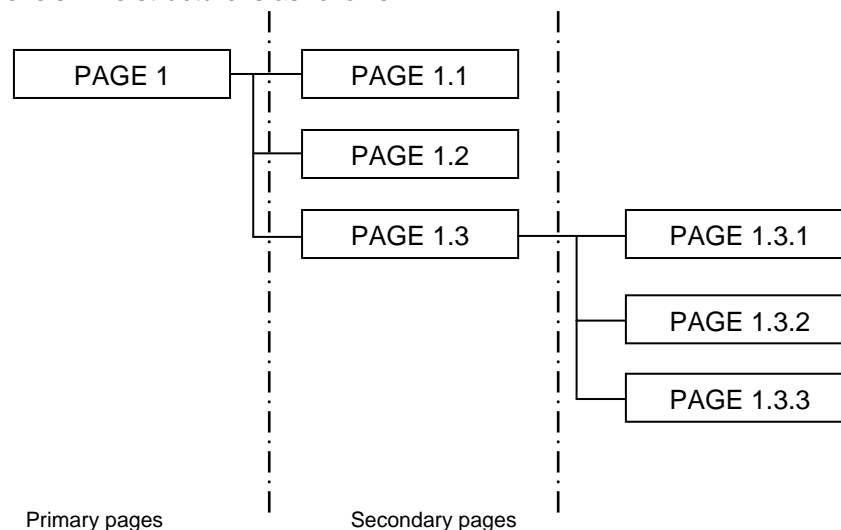 PAGE 1
PAGE 1.1
PAGE 1.2
PAGE 1.3
PAGE 1.3.1
PAGE 1.3.2
PAGE 1.3.3
Primary pages
Secondary pages